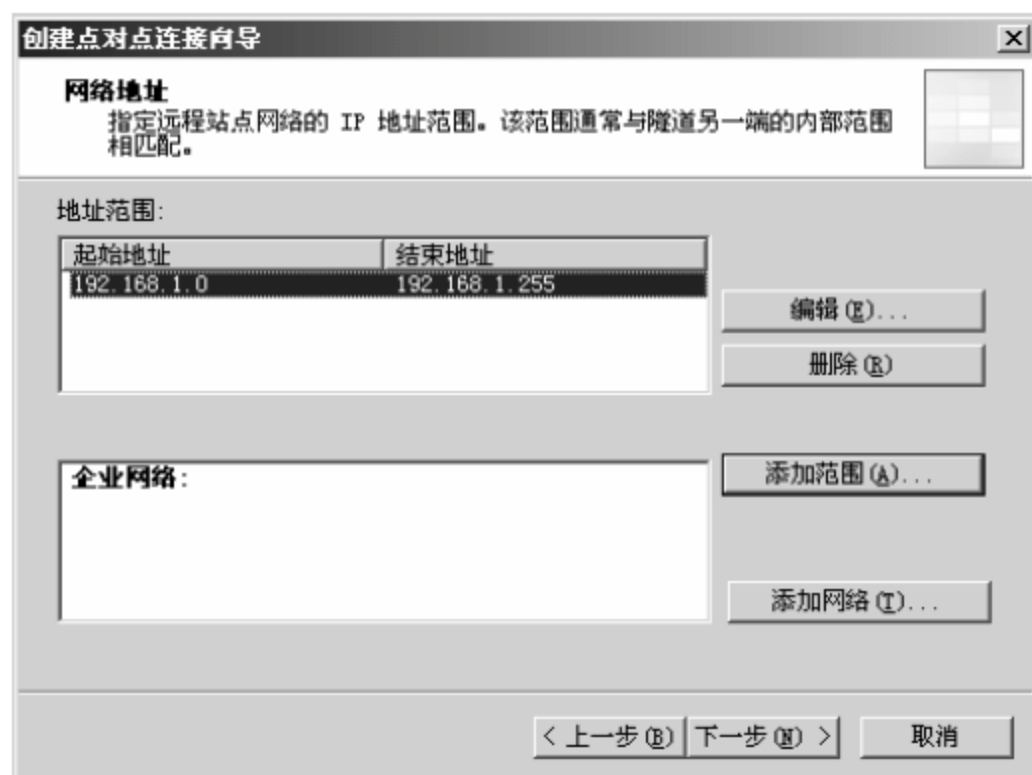 创建点对点连接向导
网络地址
指定远程站点网络的 IP 地址范围。该范围通常与隧道另一端的内部范围
相匹配。
地址范围:
起始地址 结束地址
192.168.1.0 192.168.1.255
编辑(E)...
删除(R)
企业网络:
添加范围(A)...
添加网络(T)...
< 上一步(B) 下一步(N) > 取消